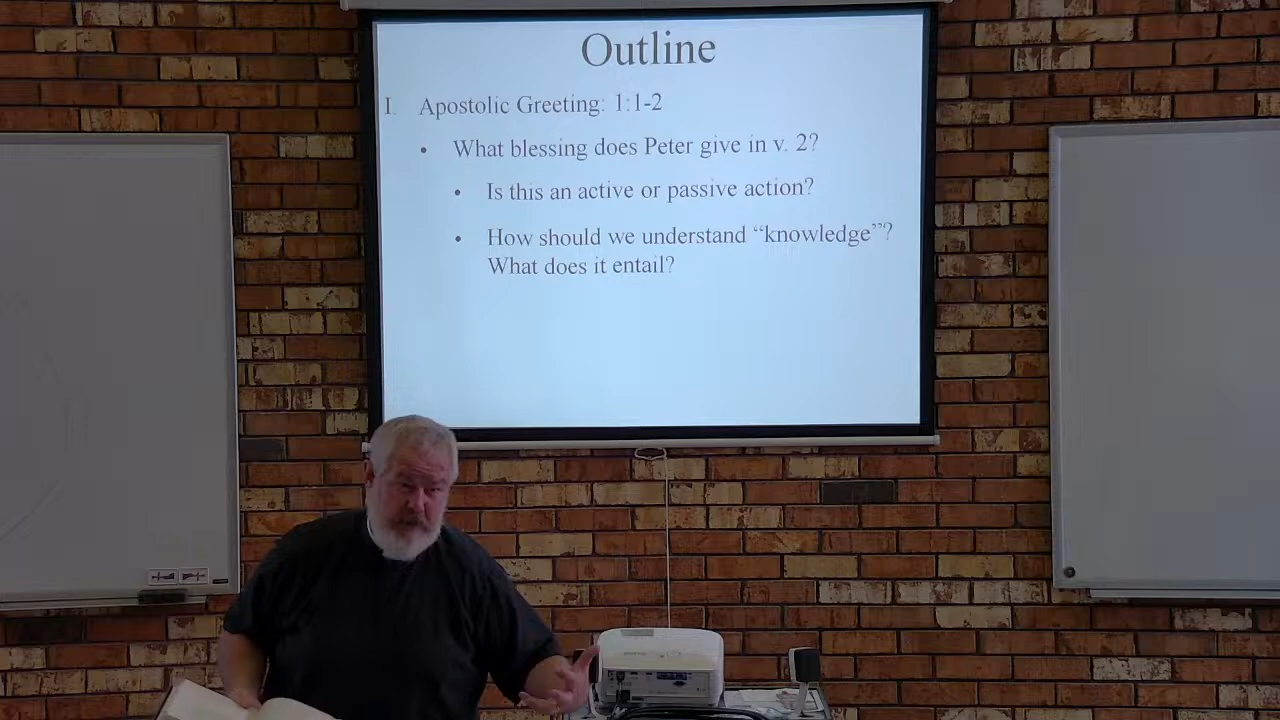 Outline
I. Apostolic Greeting: 1:1-2
• What blessing does Peter give in v. 2?
• Is this an active or passive action?
• How should we understand “knowledge”?
What does it entail?